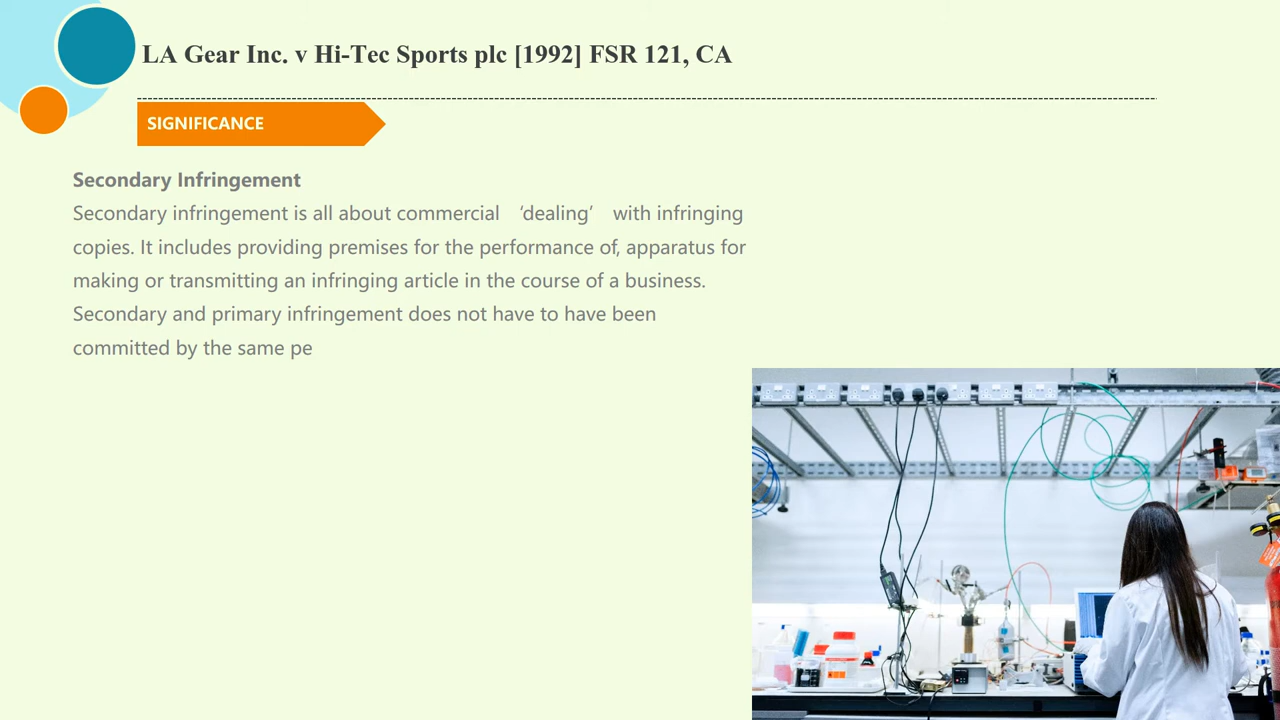 LA Gear Inc. v Hi-Tec Sports plc [1992] FSR 121, CA
SIGNIFICANCE
Secondary Infringement
Secondary infringement is all about commercial ‘dealing’ with infringing
copies. It includes providing premises for the performance of, apparatus for
making or transmitting an infringing article in the course of a business.
Secondary and primary infringement does not have to have been
committed by the same pe